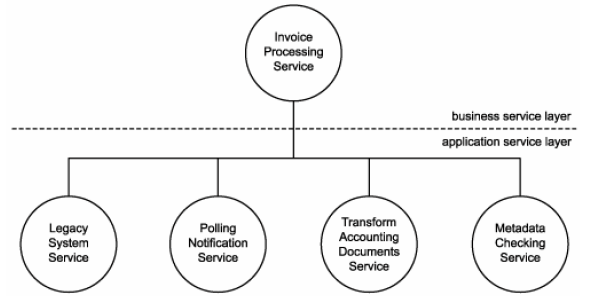 Invoice
Processing
Service
business service layer
application service layer
Legacy
System
Service
Polling
Notification
Service
Transform
Accounting
Documents
Service
Metadata
Checking
Service